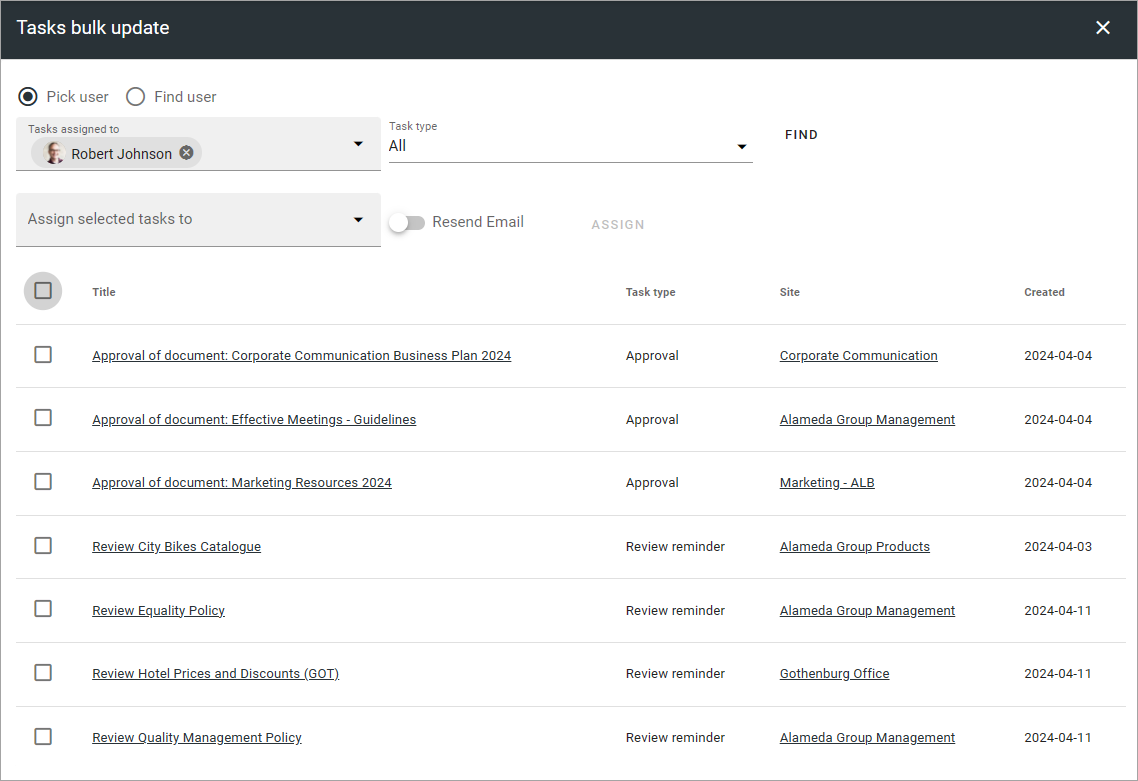 Tasks bulk update
Pick user Find user
Tasks assigned to
Robert Johnson
Task type
All
FIND
Assign selected tasks to
Resend Email
ASSIGN
Title Task type Site Created
Approval of document: Corporate Communication Business Plan 2024 Approval Corporate Communication 2024-04-04
Approval of document: Effective Meetings - Guidelines Approval Alameda Group Management 2024-04-04
Approval of document: Marketing Resources 2024 Approval Marketing - ALB 2024-04-04
Review City Bikes Catalogue Review reminder Alameda Group Products 2024-04-03
Review Equality Policy Review reminder Alameda Group Management 2024-04-11
Review Hotel Prices and Discounts (GOT) Review reminder Gothenburg Office 2024-04-11
Review Quality Management Policy Review reminder Alameda Group Management 2024-04-11